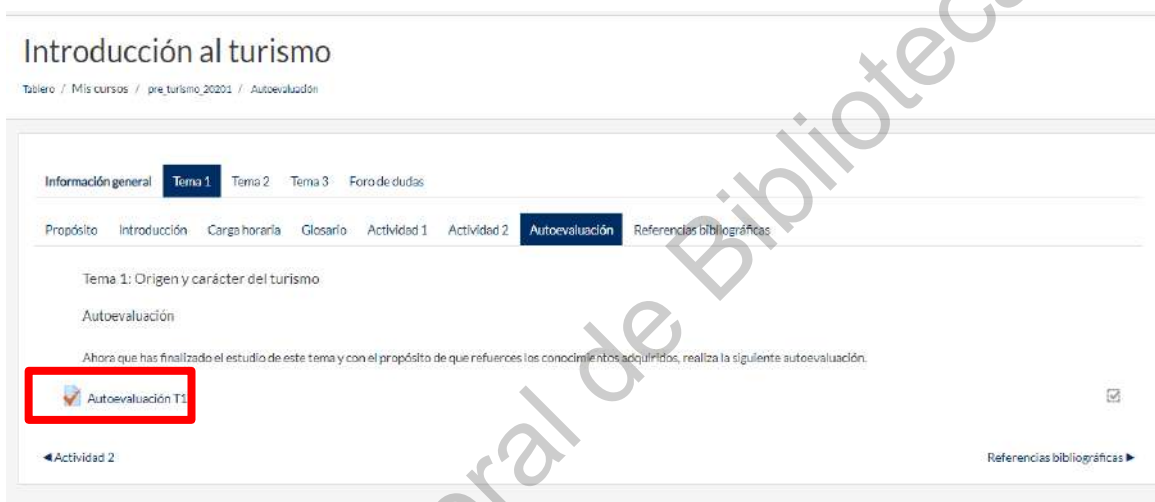 Introducción al turismo
Tablero / Mis cursos / pre_turismo_20201 / Autoevaluación
Información general Tema 1 Tema 2 Tema 3 Foro de dudas
Propósito Introducción Carga horaria Glosario Actividad 1 Actividad 2 Autoevaluación Referencias bibliográficas
Tema 1: Origen y carácter del turismo
Autoevaluación
Ahora que has finalizado el estudio de este tema y con el propósito de que refuerces los conocimientos adquiridos, realiza la siguiente autoevaluación.
Autoevaluación T1
◄Actividad 2 Referencias bibliográficas►
ral de Biblioteca